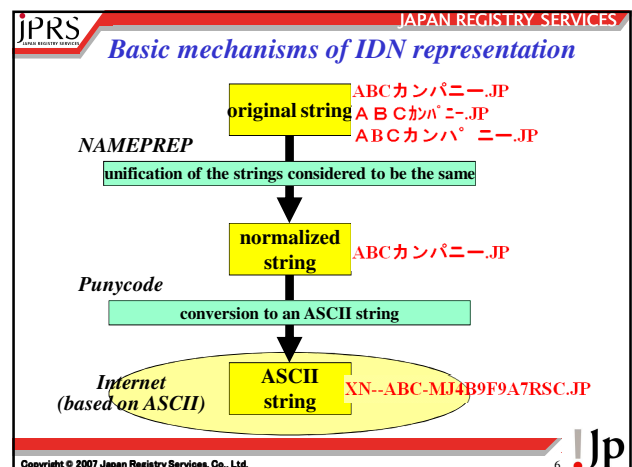 JPRS
JAPAN REGISTRY SERVICES
JAPAN REGISTRY SERVICES
Basic mechanisms of IDN representation
original string
ABCカンパニー.JP
ＡＢＣｶﾝﾊﾟﾆｰ.JP
ＡＢＣカンハ゜ニー.JP
NAMEPREP
unification of the strings considered to be the same
normalized
string
ABCカンパニー.JP
Punycode
conversion to an ASCII string
Internet
(based on ASCII)
ASCII
string
XN--ABC-MJ4B9F9A7RSC.JP
Copyright © 2007 Japan Registry Services, Co., Ltd.
6
!Jp